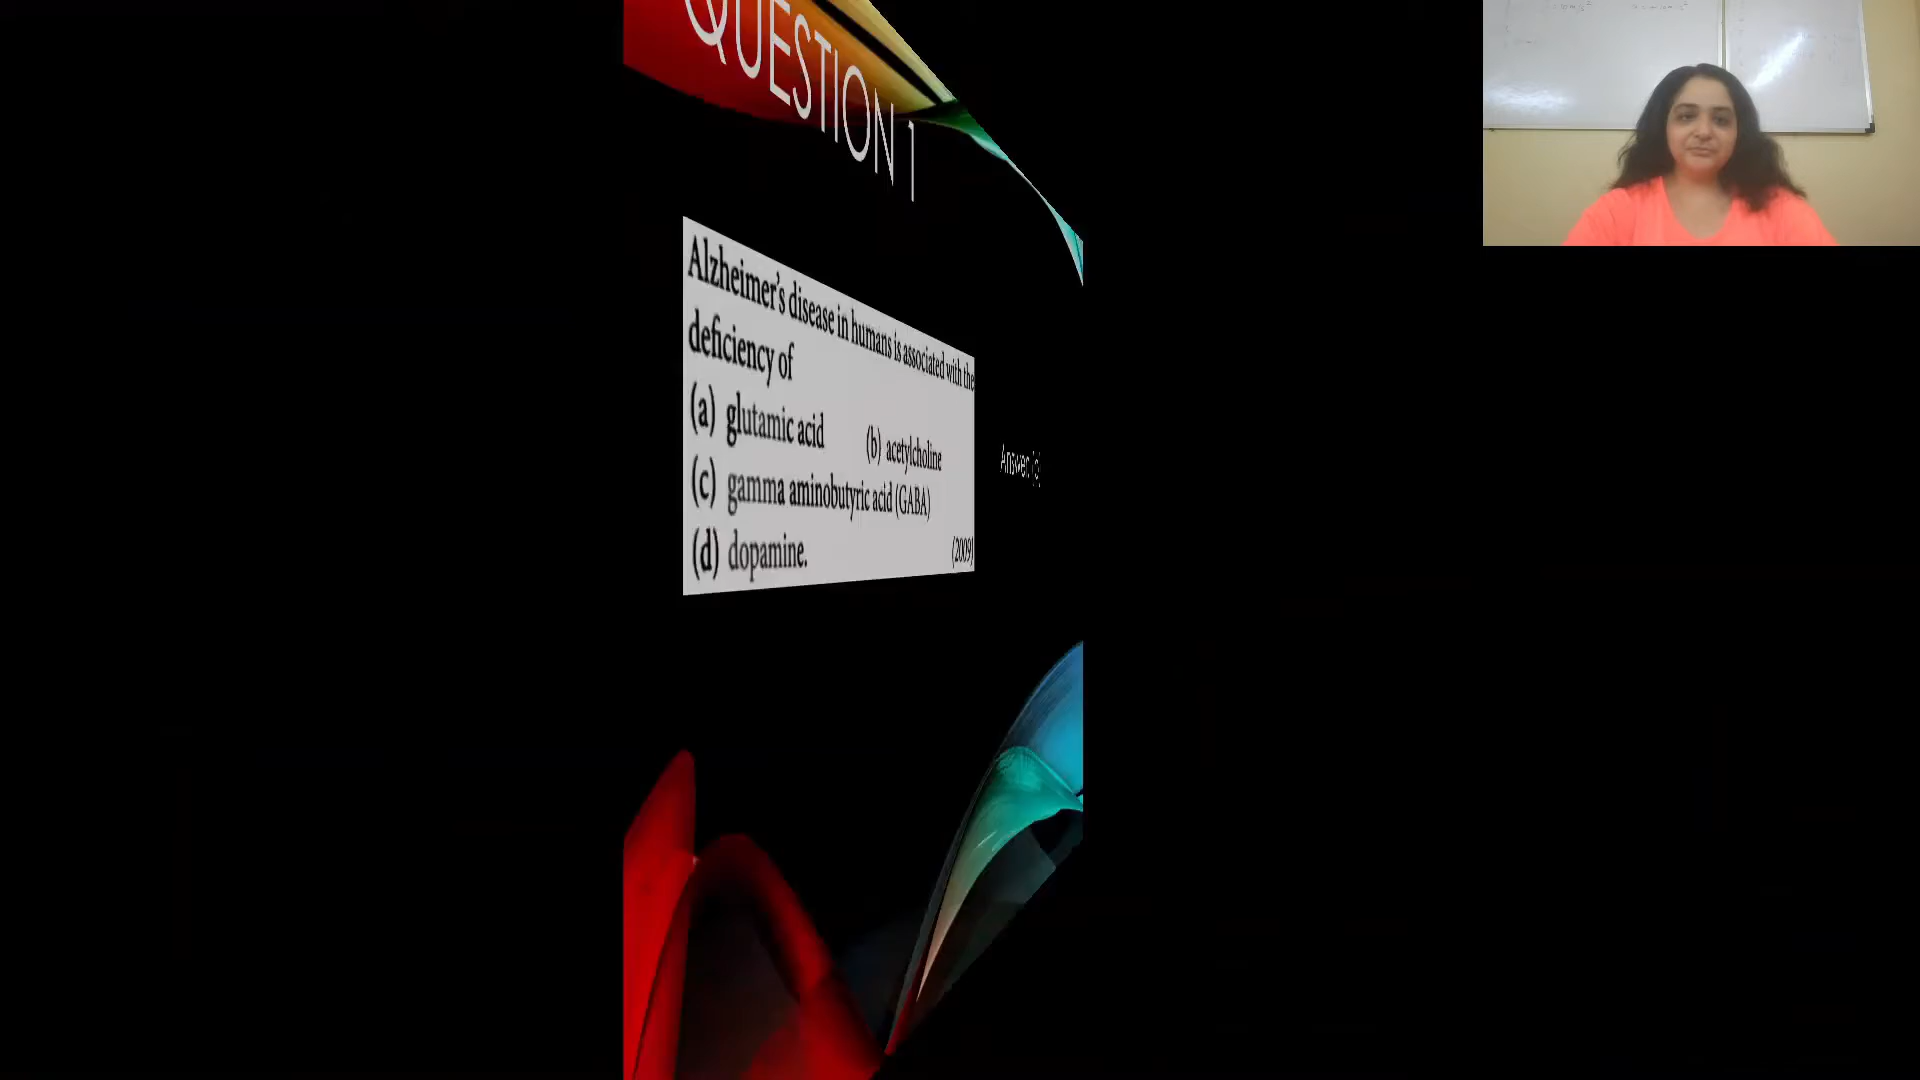 QUESTION 1
Alzheimer's disease in humans is associated with the
deficiency of
(a) glutamic acid (b) acetylcholine
(c) gamma aminobutyric acid (GABA)
(d) dopamine. (2009)
Answer